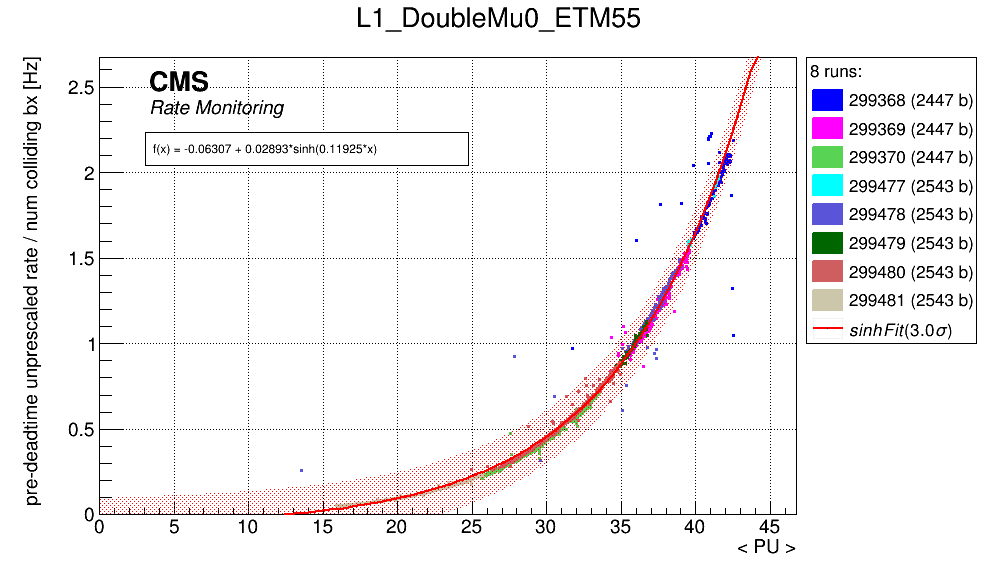 L1_DoubleMu0_ETM55
pre-deadtime unprescaled rate / num colliding bx [Hz]
CMS
Rate Monitoring
f(x) = -0.06307 + 0.02893*sinh(0.11925*x)
2.5
2
1.5
1
0.5
0
0 5 10 15 20 25 30 35 40 45
< PU >
8 runs:
299368 (2447 b)
299369 (2447 b)
299370 (2447 b)
299477 (2543 b)
299478 (2543 b)
299479 (2543 b)
299480 (2543 b)
299481 (2543 b)
sinhFit(3.0σ)